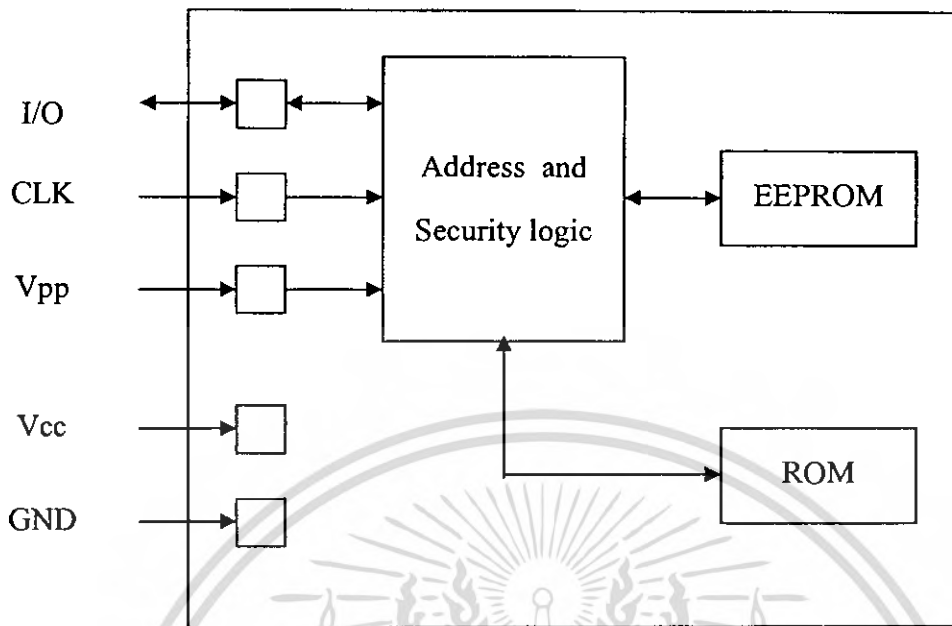 I/O
CLK
Vpp
Vcc
GND
Address and
Security logic
EEPROM
ROM